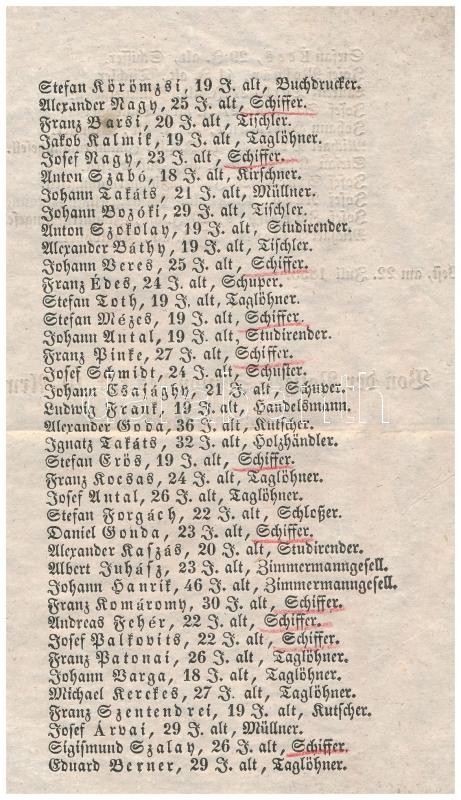 Stefan Körömzsi, 19 J. alt, Buchdrucker.
Alexander Nagy, 25 J. alt, Schiffer.
Franz Barsi, 20 J. alt, Tischler.
Jakob Kalmik, 19 J. alt, Taglöhner.
Josef Nagy, 23 J. alt, Schiffer.
Anton Szabó, 18 J. alt, Kirschner.
Johann Takáts, 21 J. alt, Müllner.
Johann Bozóki, 29 J. alt, Tischler.
Anton Szokolay, 19 J. alt, Studirender.
Alexander Báthy, 19 J. alt, Tischler.
Johann Veres, 25 J. alt, Schiffer.
Franz Édes, 24 J. alt, Schuper.
Stefan Toth, 19 J. alt, Taglöhner.
Stefan Mézes, 19 J. alt, Schiffer.
Johann Antal, 19 J. alt, Studirender.
Franz Pinke, 27 J. alt, Schiffer.
Josef Schmidt, 24 J. alt, Schuster.
Johann Csajághy, 21 J. alt, Schuper.
Ludwig Frank, 19 J. alt, Handelsmann.
Alexander Goda, 36 J. alt, Kutscher.
Ignatz Takáts, 32 J. alt, Holzhändler.
Stefan Erös, 19 J. alt, Schiffer.
Franz Kocsas, 24 J. alt, Taglöhner.
Josef Antal, 26 J. alt, Taglöhner.
Stefan Forgách, 22 J. alt, Schloßer.
Daniel Gonda, 23 J. alt, Schiffer.
Alexander Kaszás, 20 J. alt, Studirender.
Albert Juhász, 23 J. alt, Zimmermanngesell.
Johann Hanrik, 46 J. alt, Zimmermanngesell.
Franz Komáromy, 30 J. alt, Schiffer.
Andreas Fehér, 22 J. alt, Schiffer.
Josef Palkovits, 22 J. alt, Schiffer.
Franz Patonai, 26 J. alt, Taglöhner.
Johann Varga, 18 J. alt, Taglöhner.
Michael Kerekes, 27 J. alt, Taglöhner.
Franz Szentendrei, 19 J. alt, Kutscher.
Josef Árvai, 29 J. alt, Müllner.
Sigismund Szalay, 26 J. alt, Schiffer.
Eduard Berner, 29 J. alt, Taglöhner.